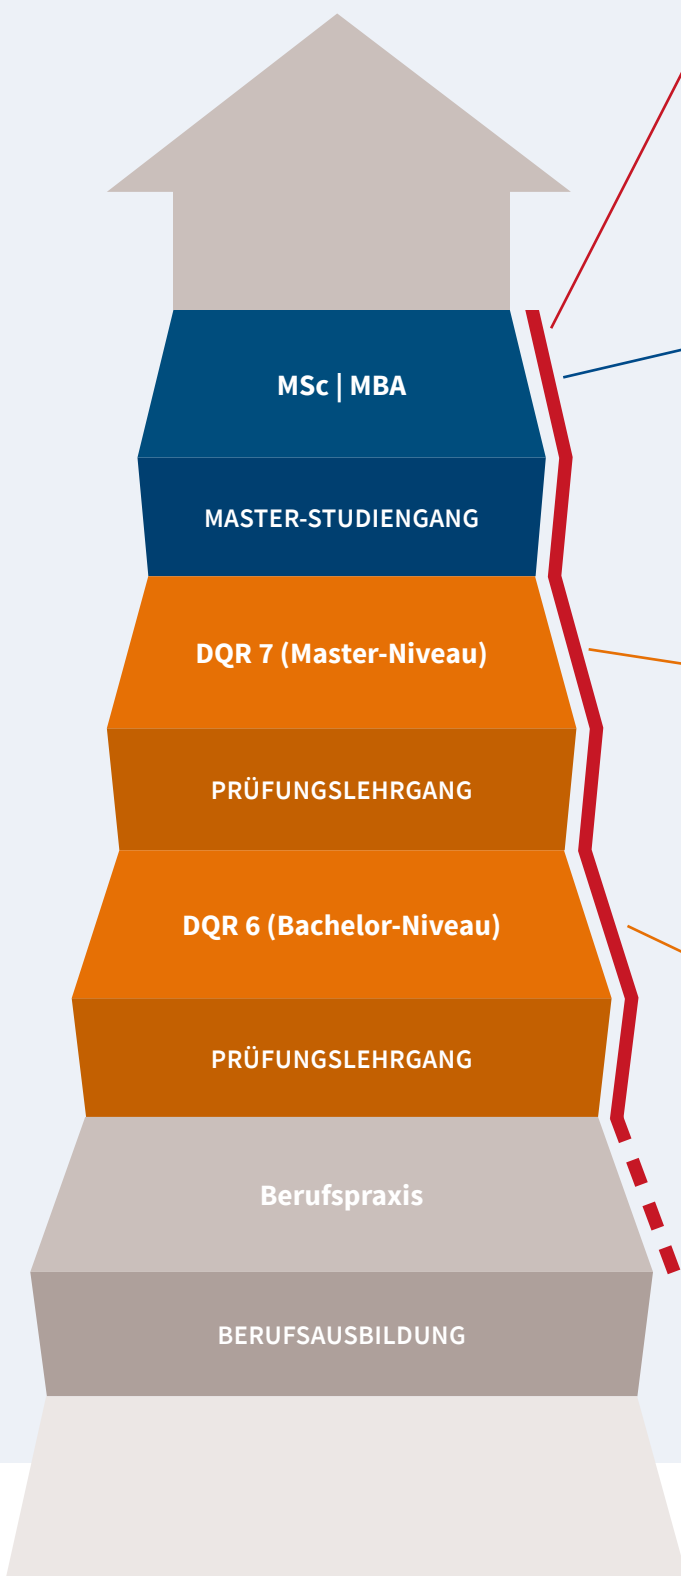 MSc | MBA
MASTER-STUDIENGANG
DQR 7 (Master-Niveau)
PRÜFUNGSLEHRGANG
DQR 6 (Bachelor-Niveau)
PRÜFUNGSLEHRGANG
Berufspraxis
BERUFSAUSBILDUNG